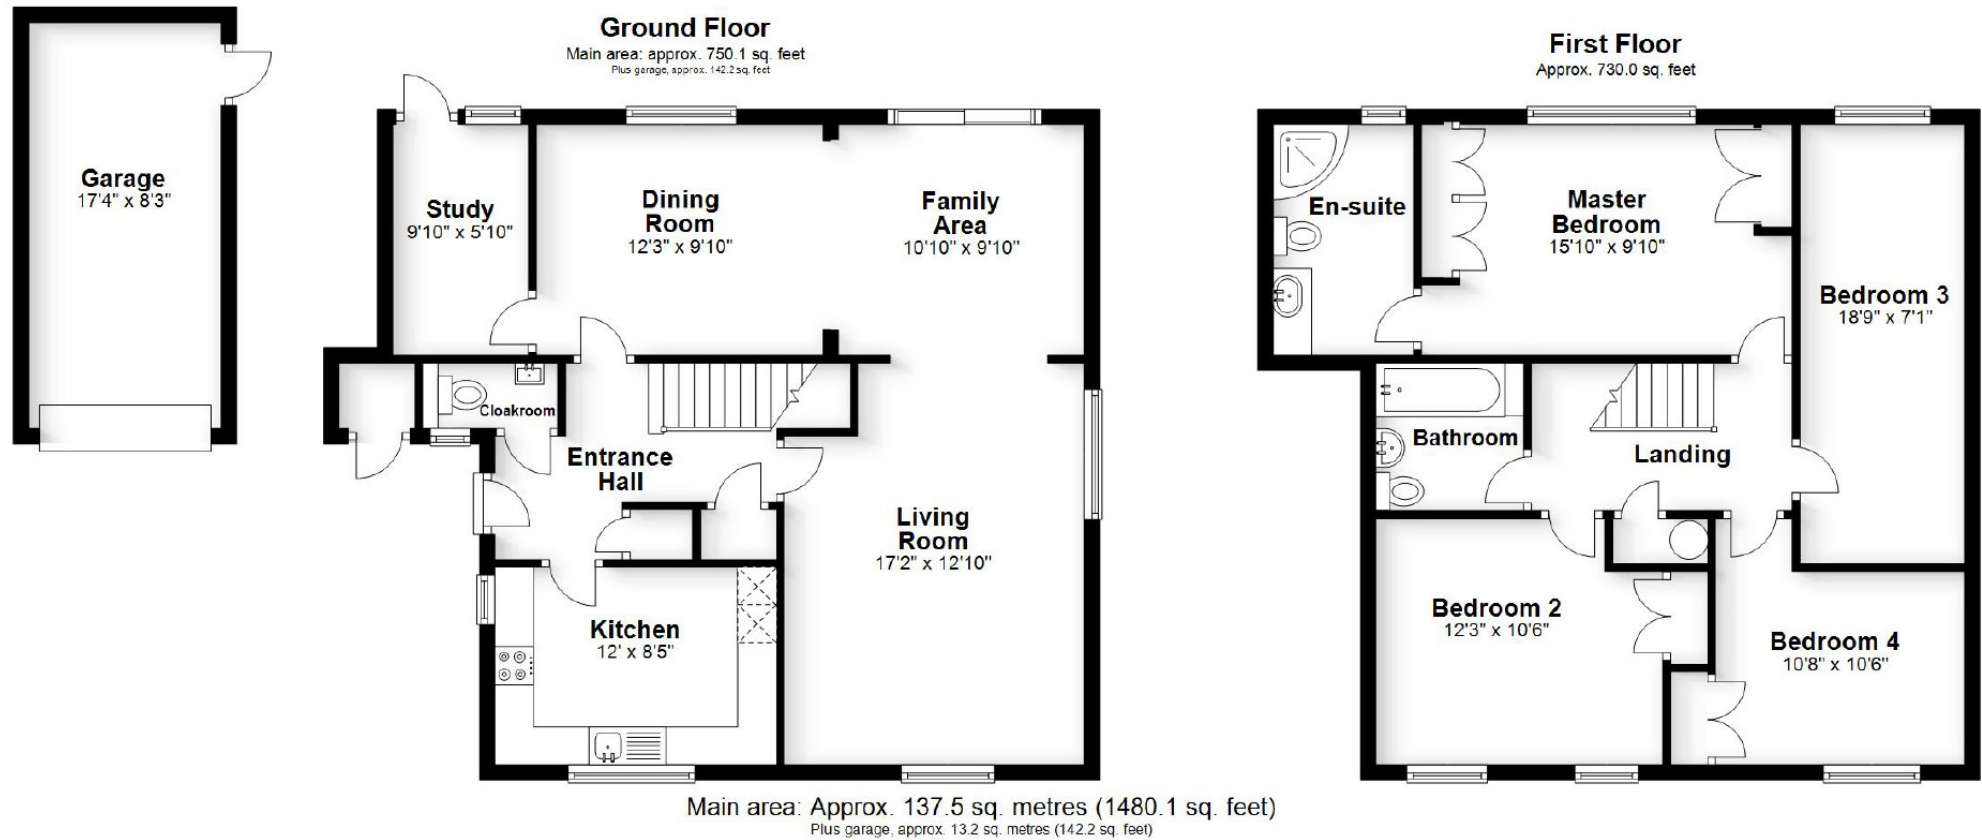 Ground Floor
Main area: approx. 750.1 sq. feet
Plus garage, approx. 142.2 sq. feet
Garage
17'4" x 8'3"
Study
9'10" x 5'10"
Dining
Room
12'3" x 9'10"
Family
Area
10'10" x 9'10"
Cloakroom
Entrance
Hall
Living
Room
17'2" x 12'10"
Kitchen
12' x 8'5"
First Floor
Approx. 730.0 sq. feet
En-suite
Master
Bedroom
15'10" x 9'10"
Bedroom 3
18'9" x 7'1"
Bathroom
Landing
Bedroom 2
12'3" x 10'6"
Bedroom 4
10'8" x 10'6"
Main area: Approx. 137.5 sq. metres (1480.1 sq. feet)
Plus garage, approx. 13.2 sq. metres (142.2 sq. feet)